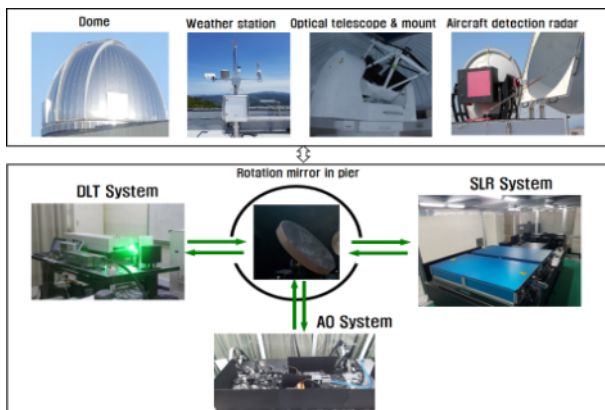 Dome
Weather station
Optical telescope & mount
Aircraft detection radar
Rotation mirror in pier
DLT System
SLR System
AO System